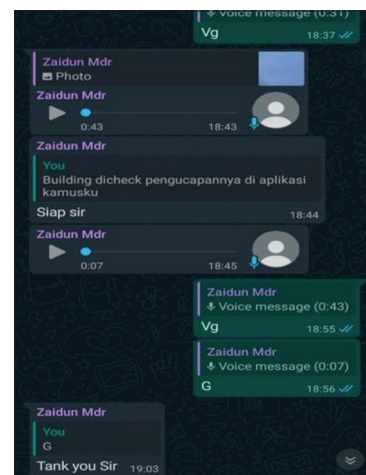 Voice message (0:31)
Vg
18:37
Zaidun Mdr
Photo
Zaidun Mdr
0:43 18:43
Zaidun Mdr
You
Building dicheck pengucapannya di aplikasi
kamusku
Siap sir
18:44
Zaidun Mdr
0:07 18:45
Zaidun Mdr
Voice message (0:43)
Vg
18:55
Zaidun Mdr
Voice message (0:07)
G
18:56
Zaidun Mdr
You
G
Tank you Sir 19:03